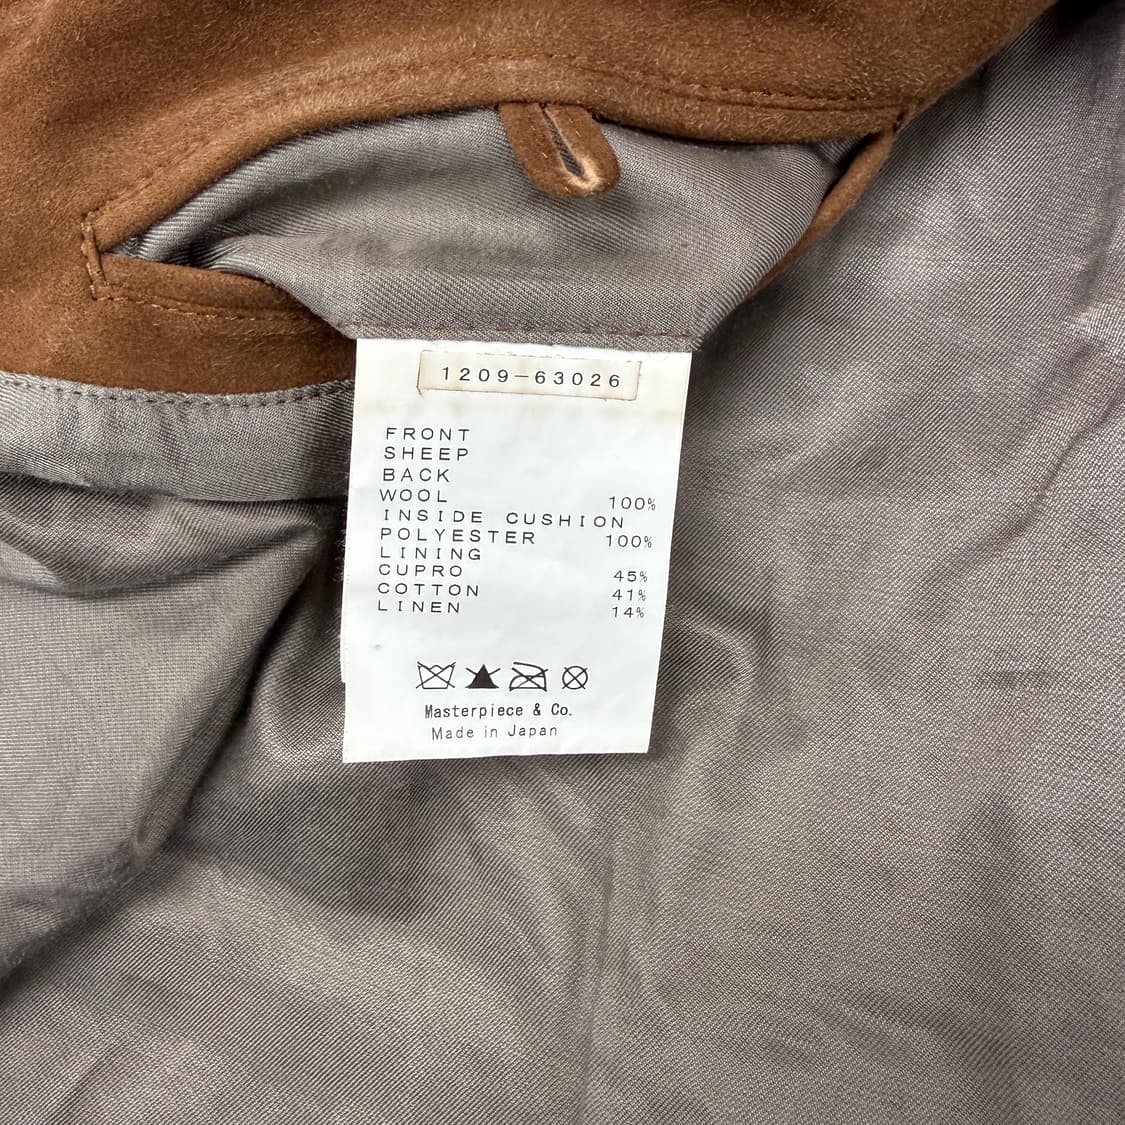 1209-63026
FRONT
SHEEP
BACK
WOOL 100%
INSIDE CUSHION
POLYESTER 100%
LINING
CUPRO 45%
COTTON 41%
LINEN 14%
Masterpiece & Co.
Made in Japan